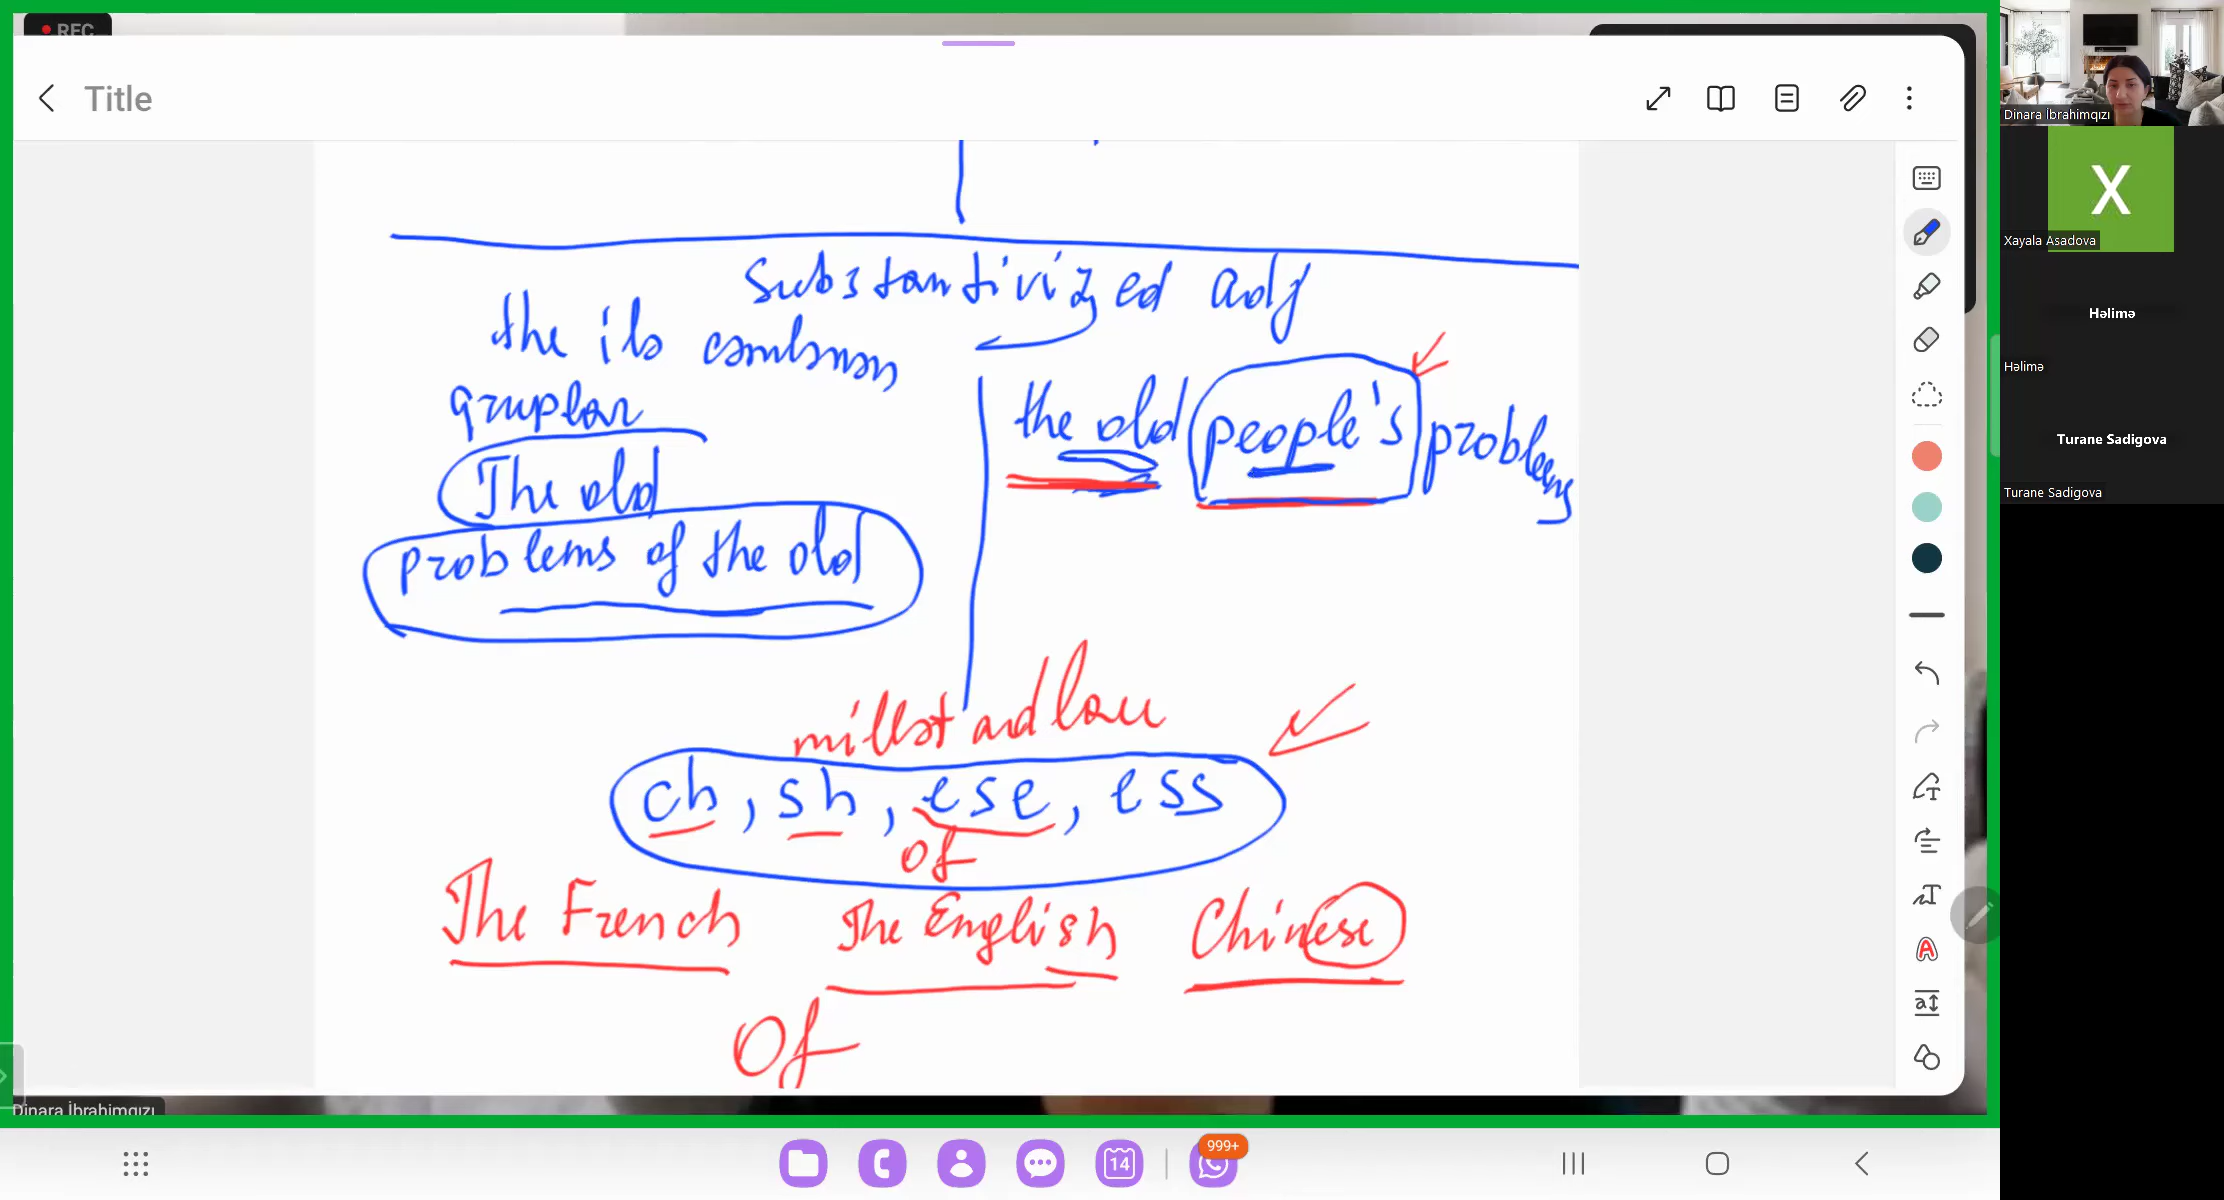 REC
Title
Substantivized adj
the ilə
qruplar
The old
problems of the old
the old people's problems
millət adları
ch, sh, ese, ess
of
The French The English Chinese
Of
Dinara İbrahimqızı
14
999+
Dinara İbrahimqızı
X
Xayala Asadova
Həlimə
Həlimə
Turane Sadigova
Turane Sadigova